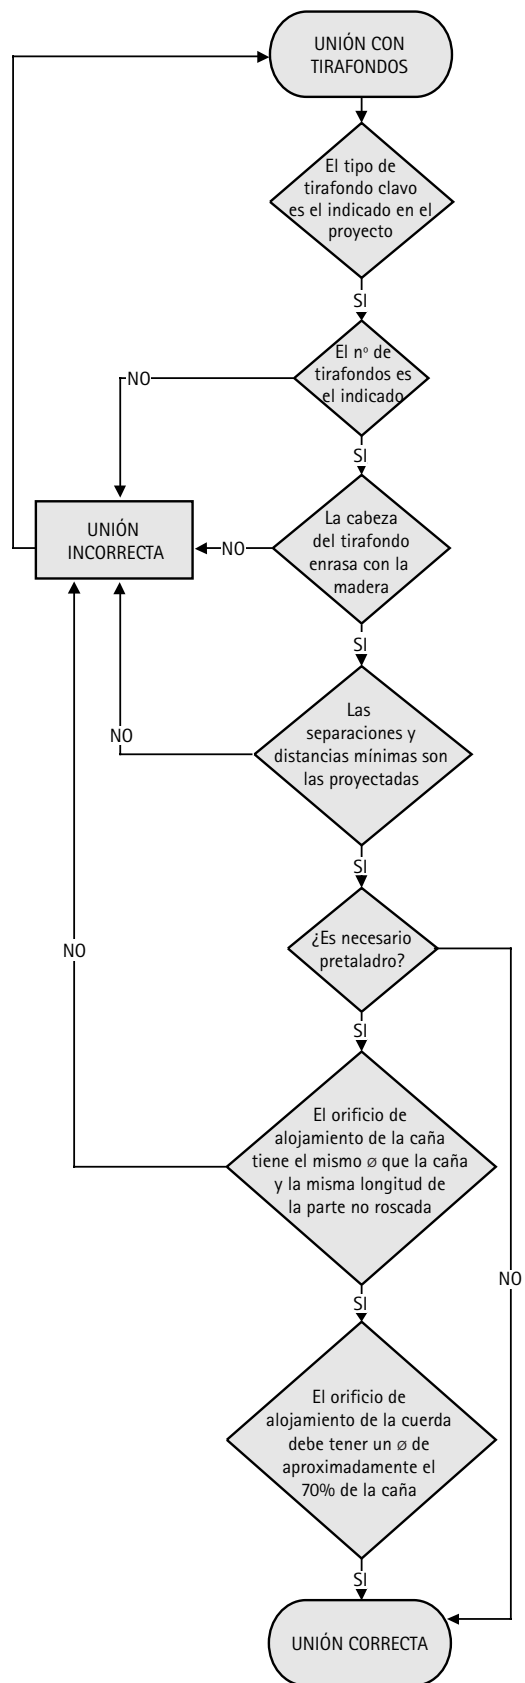 UNIÓN CON
TIRAFONDOS
El tipo de
tirafondo clavo
es el indicado en el
proyecto
SI
El nº de
tirafondos es
el indicado
NO
SI
UNIÓN
INCORRECTA
La cabeza
del tirafondo
enrasa con la
madera
NO
SI
Las
separaciones y
distancias mínimas son
las proyectadas
NO
SI
¿Es necesario
pretaladro?
NO
SI
El orificio de
alojamiento de la caña
tiene el mismo ø que la caña
y la misma longitud de
la parte no roscada
NO
SI
El orificio de
alojamiento de la cuerda
debe tener un ø de
aproximadamente el
70% de la caña
SI
UNIÓN CORRECTA